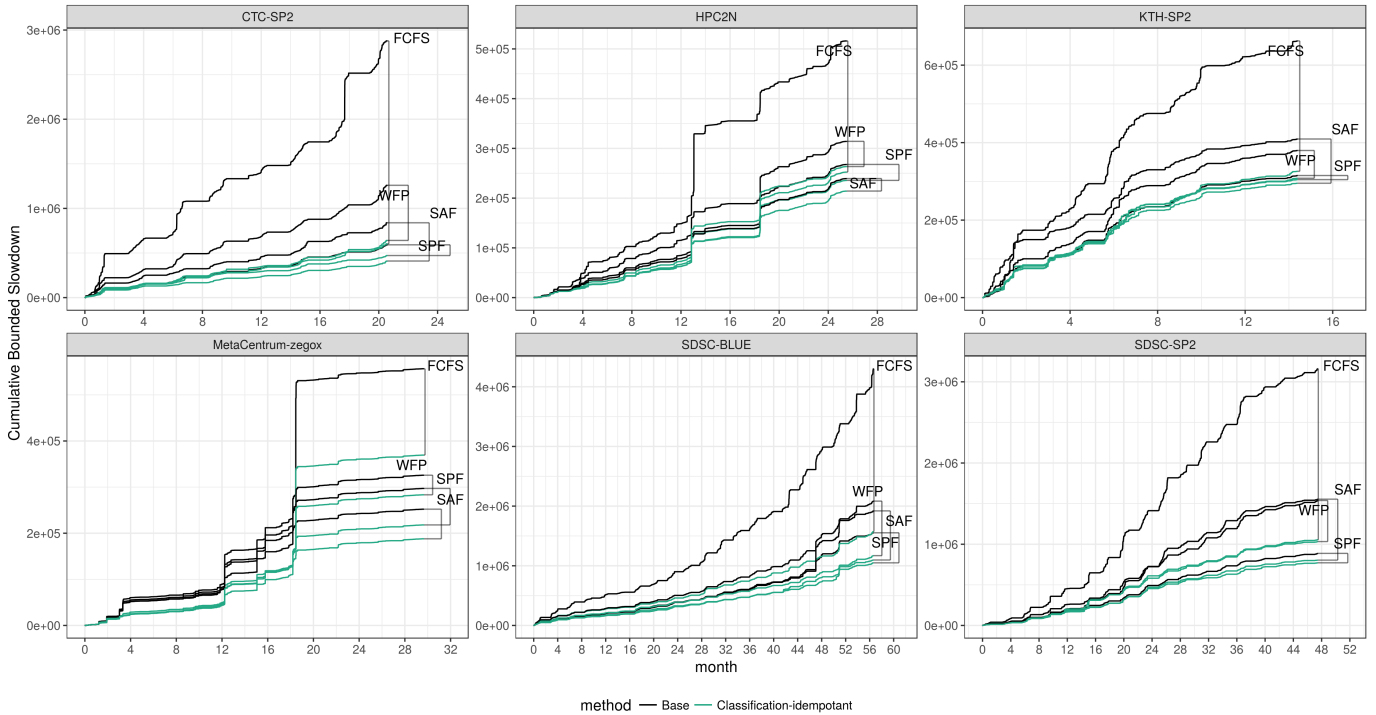 CTC-SP2
HPC2N
KTH-SP2
3e+06
2e+06
1e+06
0e+00
FCFS
WFP
SAF
SPF
0 4 8 12 16 20 24
5e+05
4e+05
3e+05
2e+05
1e+05
0e+00
FCFS
WFP
SPF
SAF
0 4 8 12 16 20 24 28
6e+05
4e+05
2e+05
0e+00
FCFS
SAF
WFP
SPF
0 4 8 12 16
Cumulative Bounded Slowdown
MetaCentrum-zegox
SDSC-BLUE
SDSC-SP2
4e+05
2e+05
0e+00
FCFS
WFP
SPF
SAF
0 4 8 12 16 20 24 28 32
4e+06
3e+06
2e+06
1e+06
0e+00
FCFS
WFP
SAF
SPF
0 4 8 12 16 20 24 28 32 36 40 44 48 52 56 60
3e+06
2e+06
1e+06
0e+00
FCFS
SAF
WFP
SPF
0 4 8 12 16 20 24 28 32 36 40 44 48 52
month
method Base Classification-idempotant